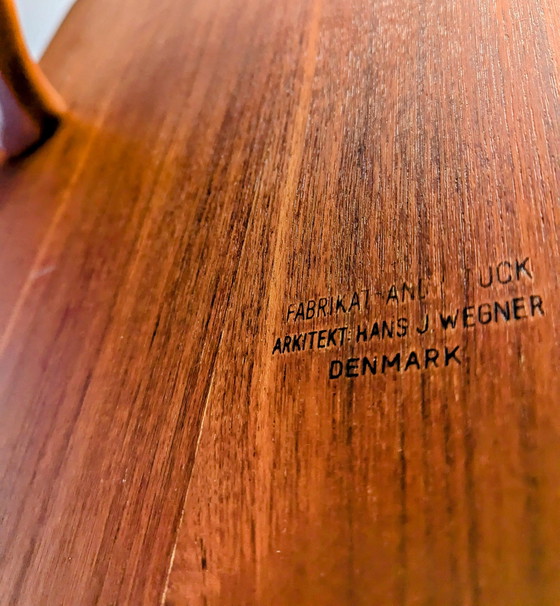 FABRIKAT
ARKITEKT: HANS J. WEGNER
DENMARK